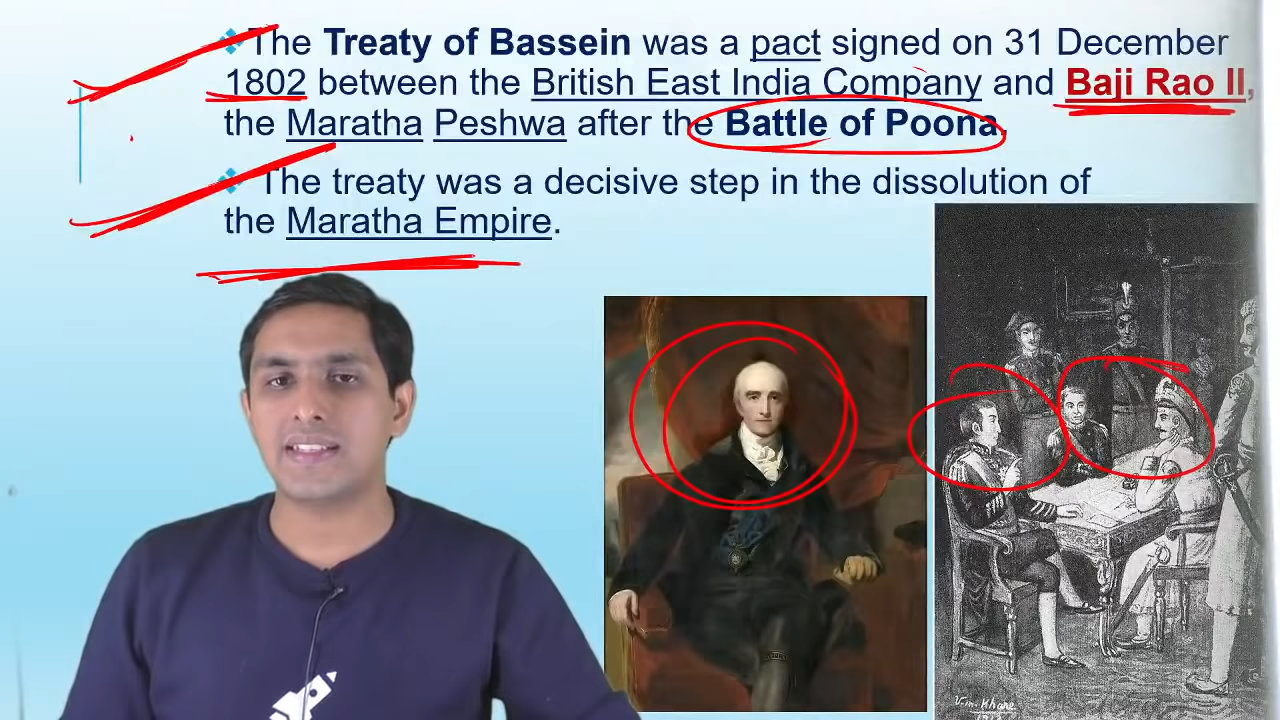 The Treaty of Bassein was a pact signed on 31 December
1802 between the British East India Company and Baji Rao II,
the Maratha Peshwa after the Battle of Poona.
The treaty was a decisive step in the dissolution of
the Maratha Empire.
V.m. Khare